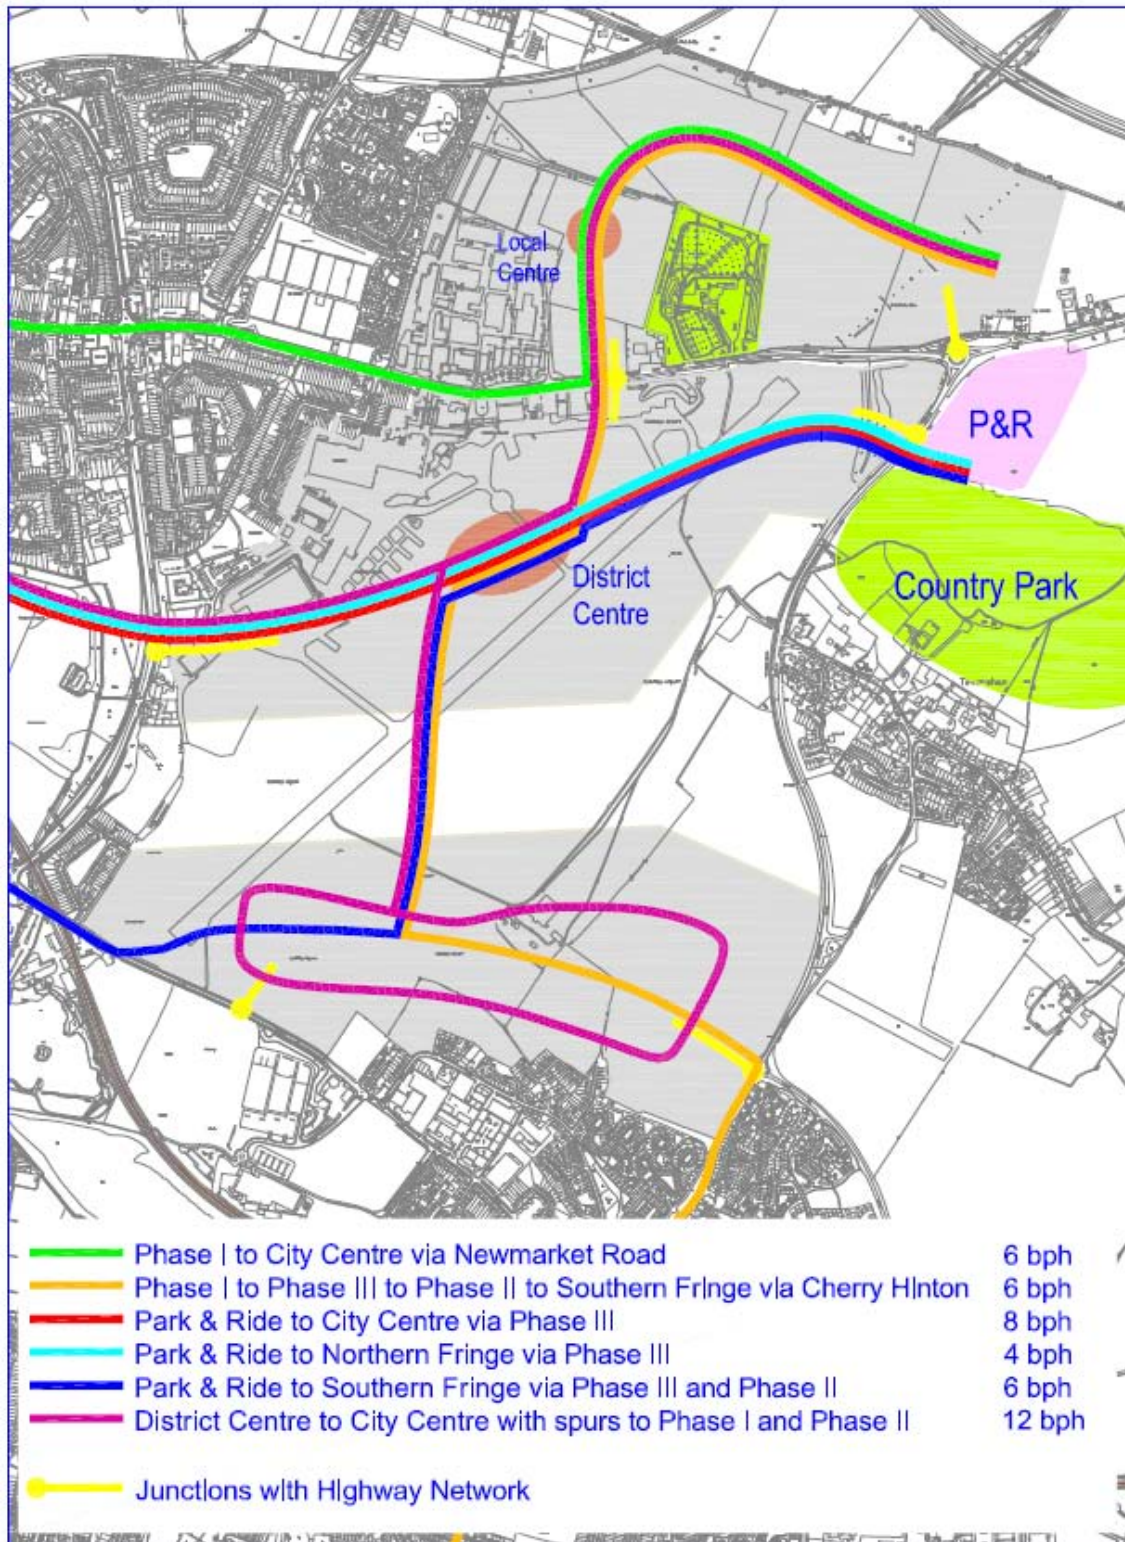 Local
Centre
P&R
District
Centre
Country Park
Phase I to City Centre via Newmarket Road 6 bph
Phase I to Phase III to Phase II to Southern Fringe via Cherry Hinton 6 bph
Park & Ride to City Centre via Phase III 8 bph
Park & Ride to Northern Fringe via Phase III 4 bph
Park & Ride to Southern Fringe via Phase III and Phase II 6 bph
District Centre to City Centre with spurs to Phase I and Phase II 12 bph
Junctions with Highway Network